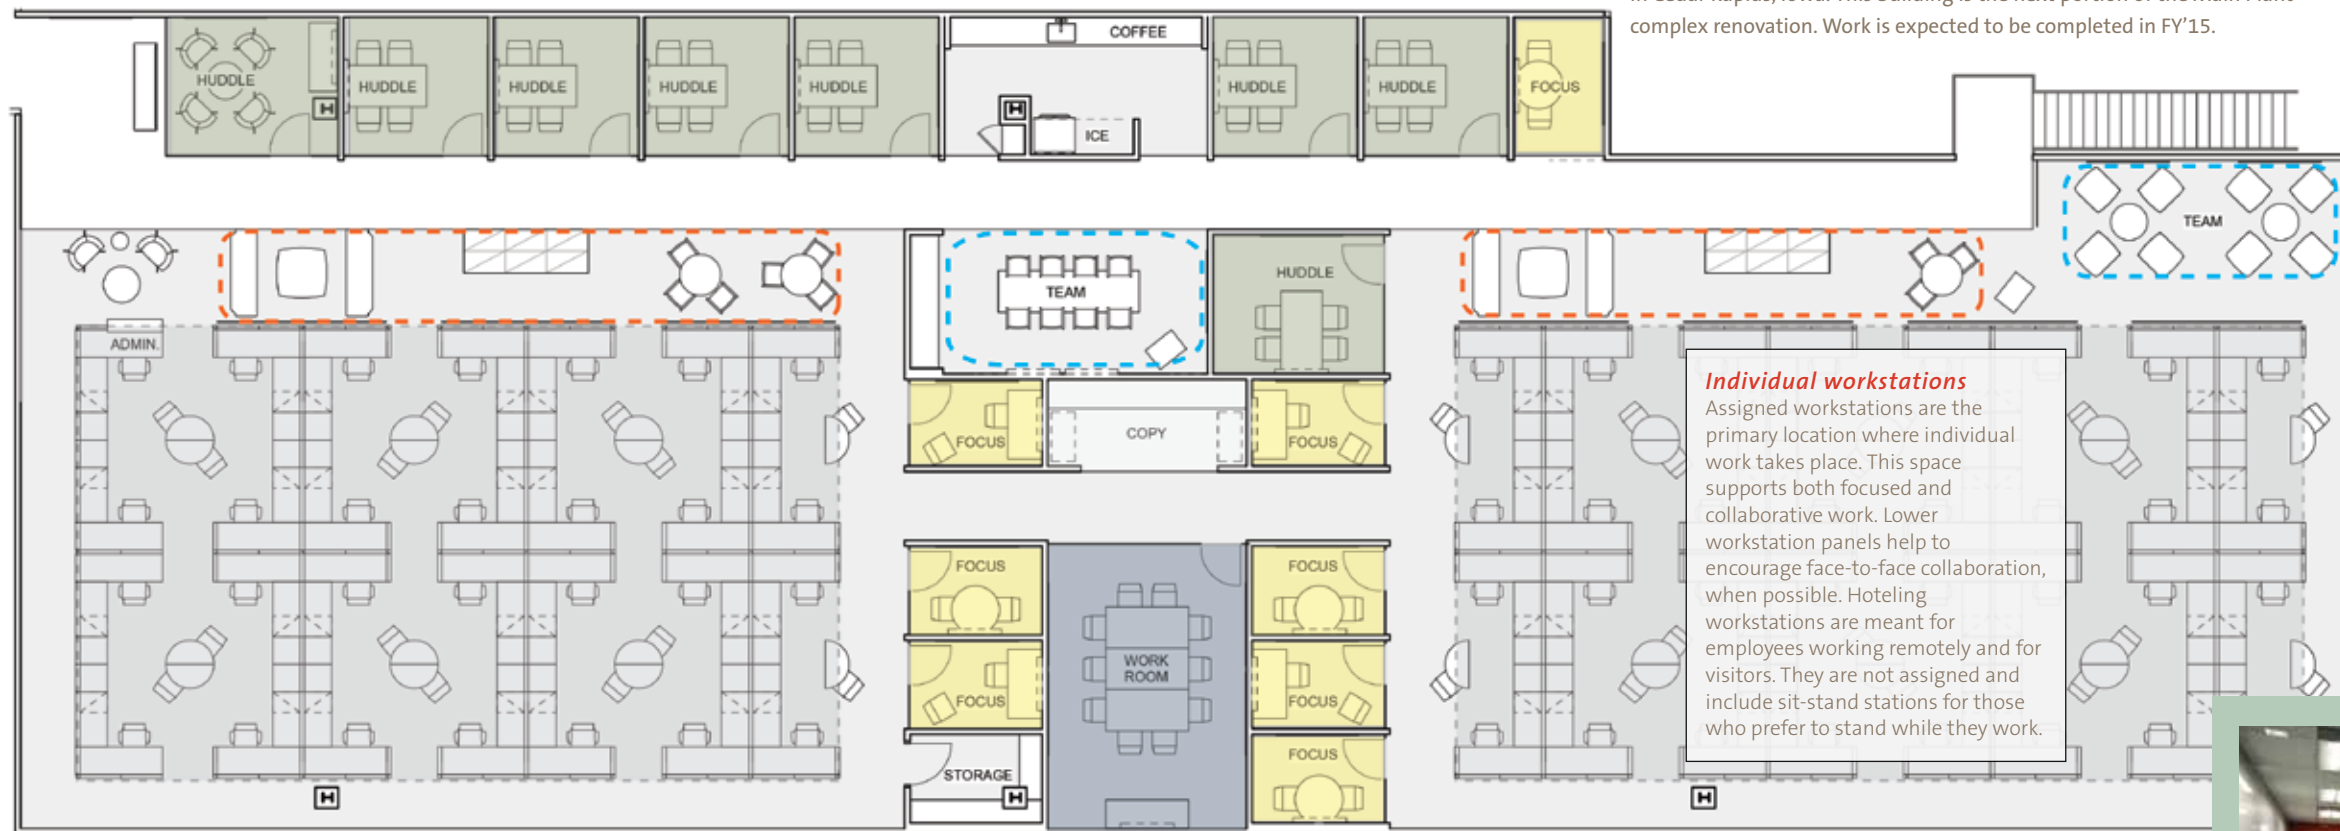 complex renovation. Work is expected to be completed in FY'15.
COFFEE
HUDDLE
HUDDLE
HUDDLE
HUDDLE
HUDDLE
HUDDLE
HUDDLE
FOCUS
H
H
ICE
TEAM
TEAM
HUDDLE
ADMIN.
FOCUS
COPY
FOCUS
FOCUS
FOCUS
WORK
ROOM
FOCUS
FOCUS
STORAGE
FOCUS
H
H
H
Individual workstations
Assigned workstations are the
primary location where individual
work takes place. This space
supports both focused and
collaborative work. Lower
workstation panels help to
encourage face-to-face collaboration,
when possible. Hoteling
workstations are meant for
employees working remotely and for
visitors. They are not assigned and
include sit-stand stations for those
who prefer to stand while they work.